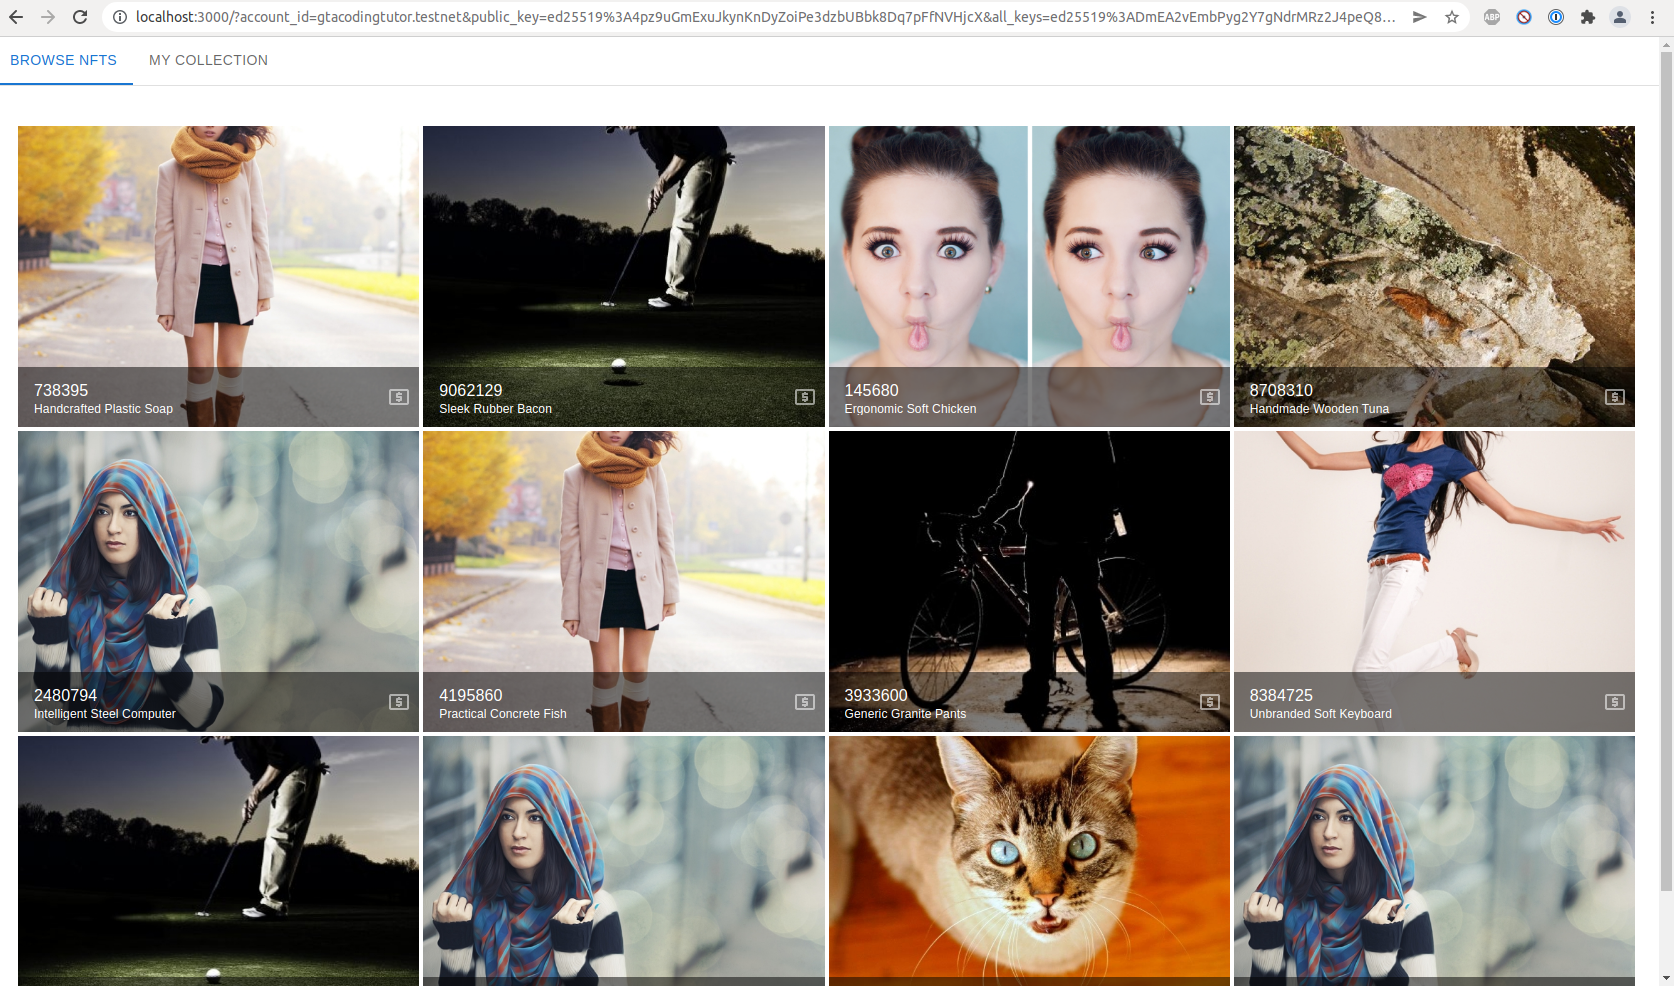 localhost:3000/?account_id=gtacodingtutor.testnet&public_key=ed25519%3A4pz9uGmExuJkynKnDyZoiPe3dzbUBbk8Dq7pFfNVHjcX&all_keys=ed25519%3ADmEA2vEmbPyg2Y7gNdrMRz2J4peQ8...
ABP
BROWSE NFTS MY COLLECTION
738395 9062129 145680 8708310
Handcrafted Plastic Soap Sleek Rubber Bacon Ergonomic Soft Chicken Handmade Wooden Tuna
2480794 4195860 3933600 8384725
Intelligent Steel Computer Practical Concrete Fish Generic Granite Pants Unbranded Soft Keyboard